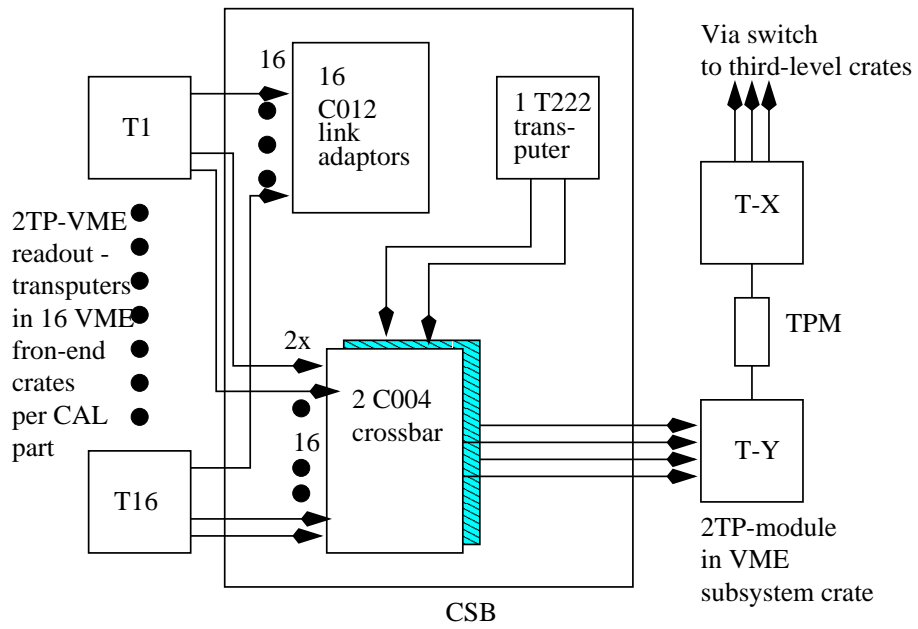 Via switch
to third-level crates
16
16
C012
link
adaptors
1 T222
trans-
puter
T1
T-X
2TP-VME
readout -
transputers
in 16 VME
fron-end
crates
per CAL
part
TPM
2x
2 C004
crossbar
16
T-Y
T16
2TP-module
in VME
subsystem crate
CSB